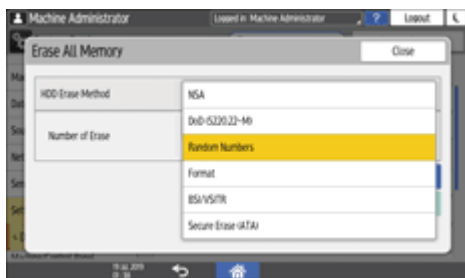 Machine Administrator
Logged in Machine Administrator
?
Logout
Erase All Memory
Close
HDD Erase Method
NSA
DoD (5220.22-M)
Number of Erase
Random Numbers
Format
BSI/VSITR
Secure Erase (ATA)